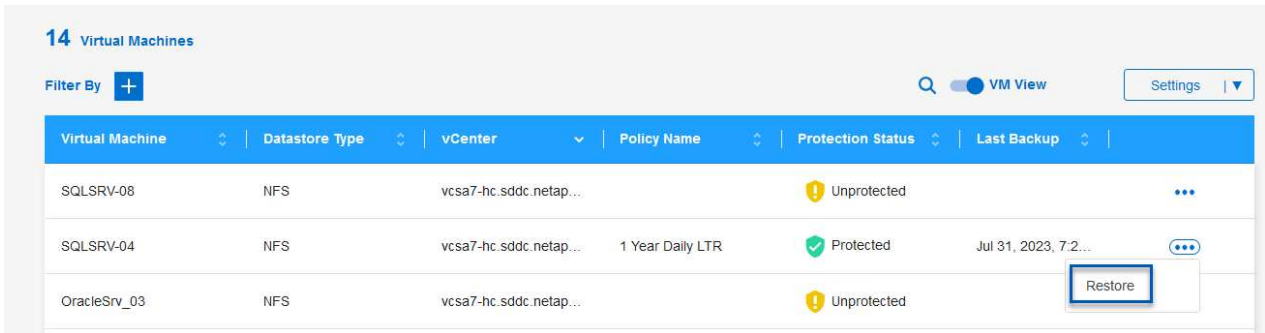 14 Virtual Machines
Filter By +
VM View
Settings
Virtual Machine Datastore Type vCenter Policy Name Protection Status Last Backup
SQLSRV-08 NFS vcsa7-hc.sddc.netap... Unprotected ...
SQLSRV-04 NFS vcsa7-hc.sddc.netap... 1 Year Daily LTR Protected Jul 31, 2023, 7:2... ...
Restore
OracleSrv_03 NFS vcsa7-hc.sddc.netap... Unprotected